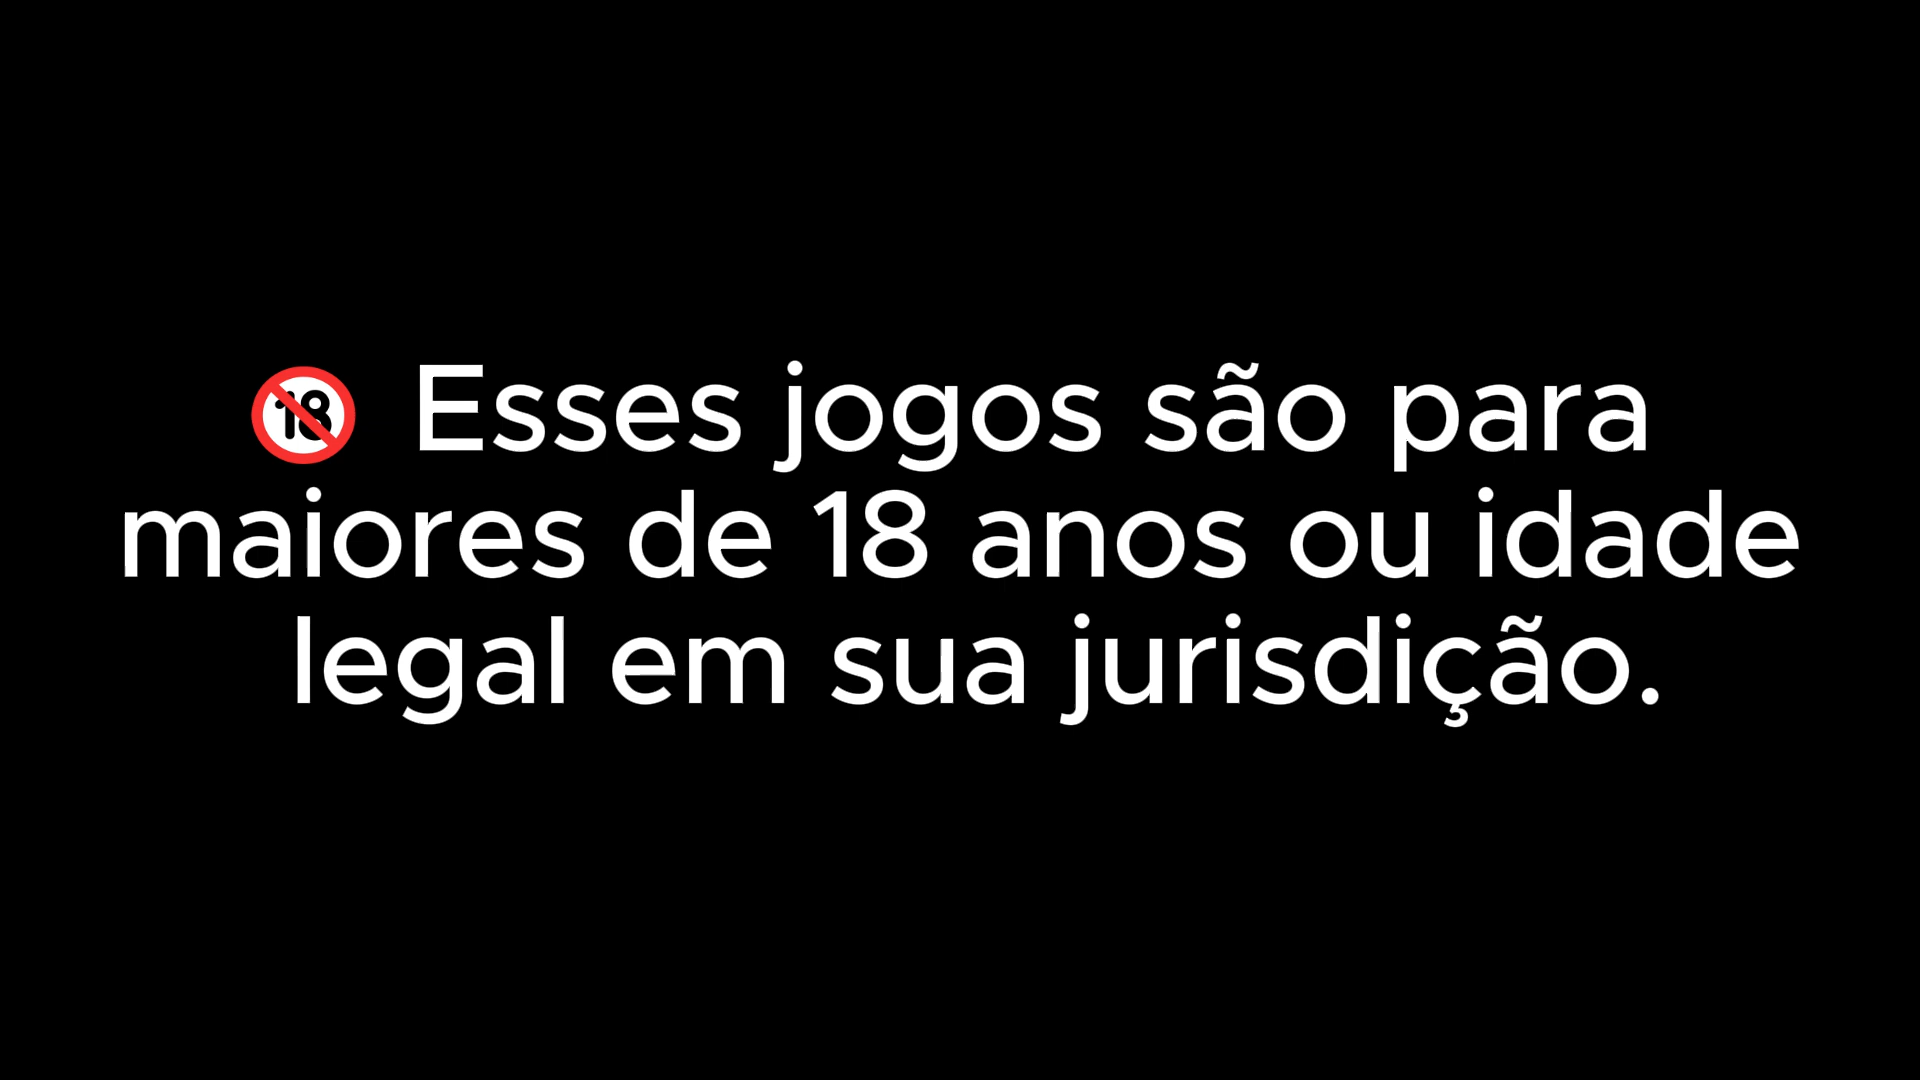 🔞 Esses jogos são para
maiores de 18 anos ou idade
legal em sua jurisdição.